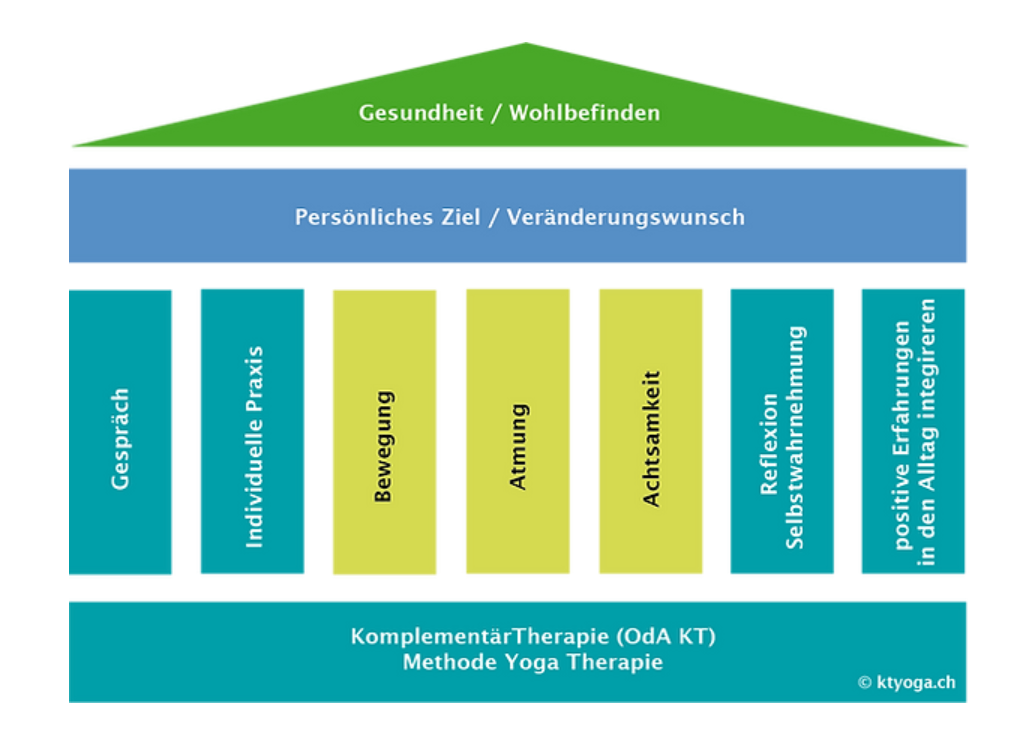 Gesundheit / Wohlbefinden
Persönliches Ziel / Veränderungswunsch
Gespräch
Individuelle Praxis
Bewegung
Atmung
Achtsamkeit
Reflexion
Selbstwahrnehmung
positive Erfahrungen
in den Alltag integireren
KomplementärTherapie (OdA KT)
Methode Yoga Therapie
© ktyoga.ch